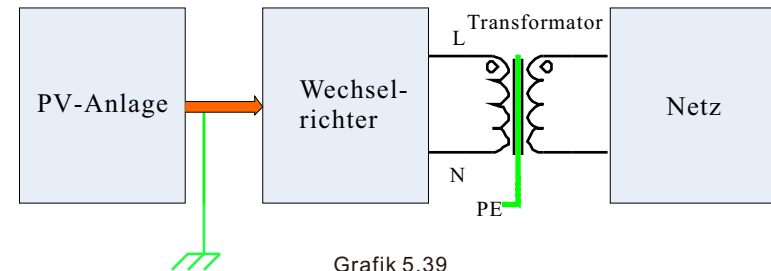 Transformator
L
PV-Anlage
Wechsel-
richter
Netz
N
PE
Grafik 5.39